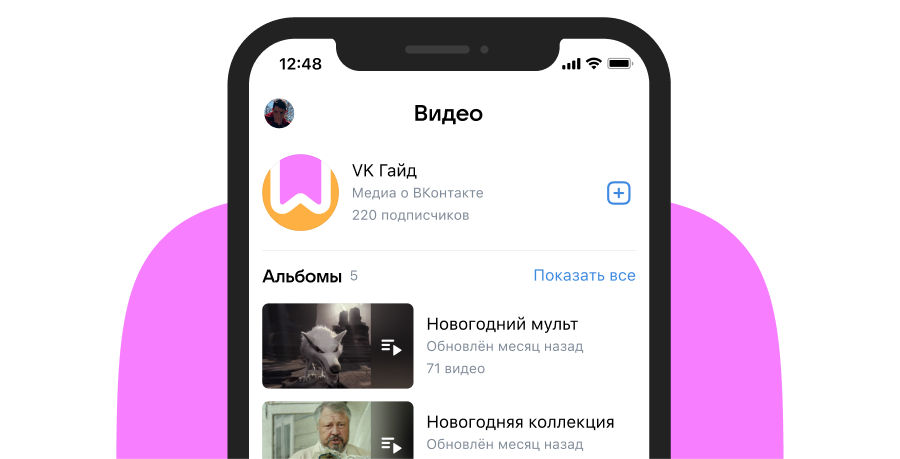 12:48
Видео
VK Гайд
Медиа о ВКонтакте
220 подписчиков
Альбомы 5
Показать все
Новогодний мульт
Обновлён месяц назад
71 видео
Новогодняя коллекция
Обновлён месяц назад